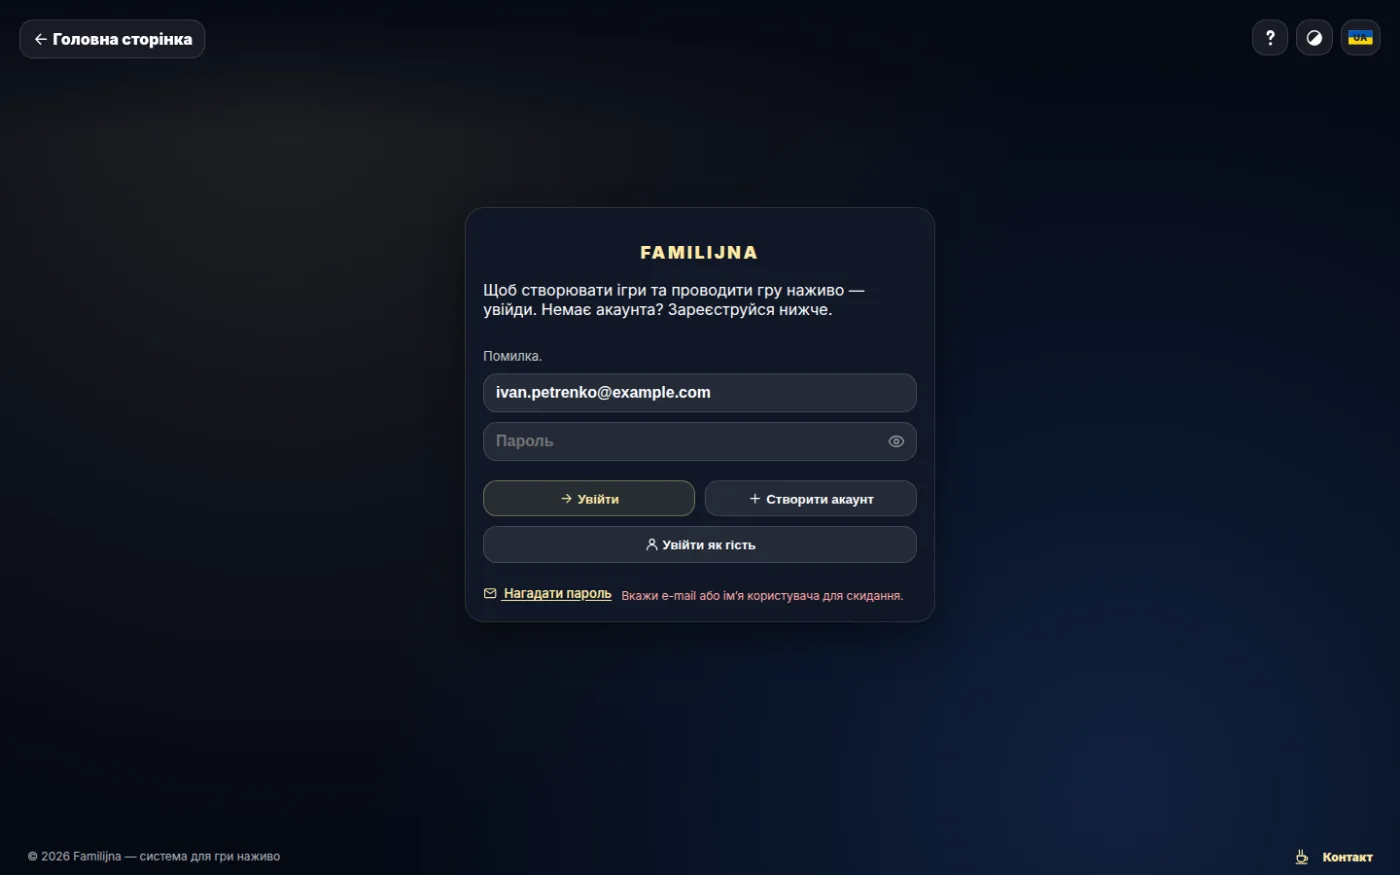 ← Головна сторінка
?
UA
FAMILIJNA
Щоб створювати ігри та проводити гру наживо —
увійди. Немає акаунта? Зареєструйся нижче.
Помилка.
ivan.petrenko@example.com
Пароль
→ Увійти
+ Створити акаунт
Увійти як гість
Нагадати пароль
Вкажи e-mail або ім’я користувача для скидання.
© 2026 Familijna — система для гри наживо
Контакт